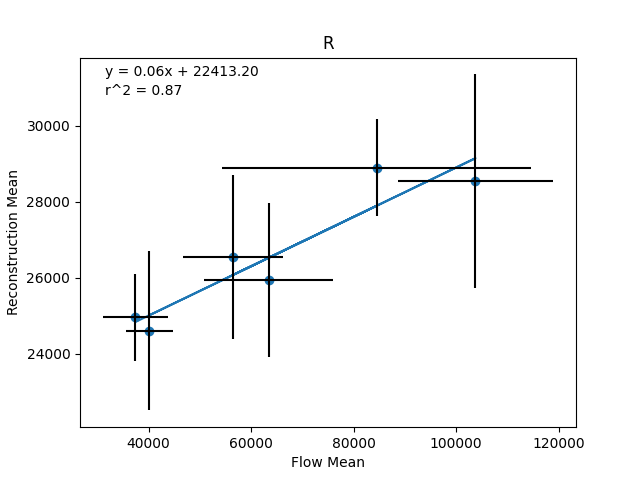 R
y = 0.06x + 22413.20
r^2 = 0.87
Reconstruction Mean
30000
28000
26000
24000
40000 60000 80000 100000 120000
Flow Mean